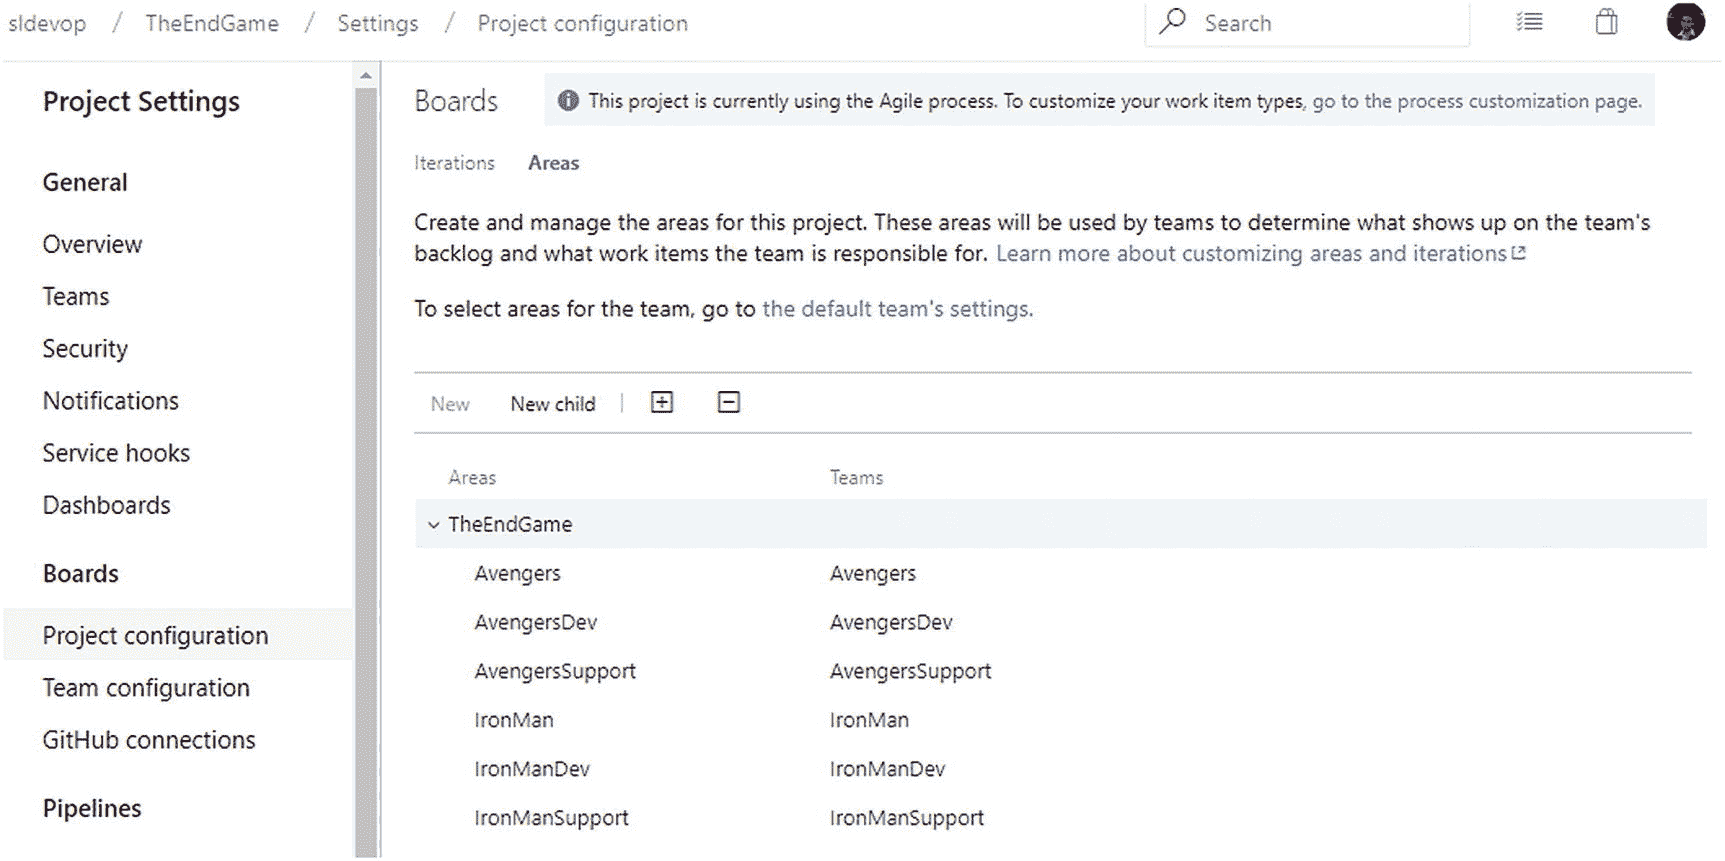 sldevop / TheEndGame / Settings / Project configuration
Search
Project Settings
General
Overview
Teams
Security
Notifications
Service hooks
Dashboards
Boards
Project configuration
Team configuration
GitHub connections
Pipelines
Boards
This project is currently using the Agile process. To customize your work item types, go to the process customization page.
Iterations Areas
Create and manage the areas for this project. These areas will be used by teams to determine what shows up on the team's
backlog and what work items the team is responsible for. Learn more about customizing areas and iterations
To select areas for the team, go to the default team's settings.
New New child
Areas Teams
TheEndGame
Avengers Avengers
AvengersDev AvengersDev
AvengersSupport AvengersSupport
IronMan IronMan
IronManDev IronManDev
IronManSupport IronManSupport